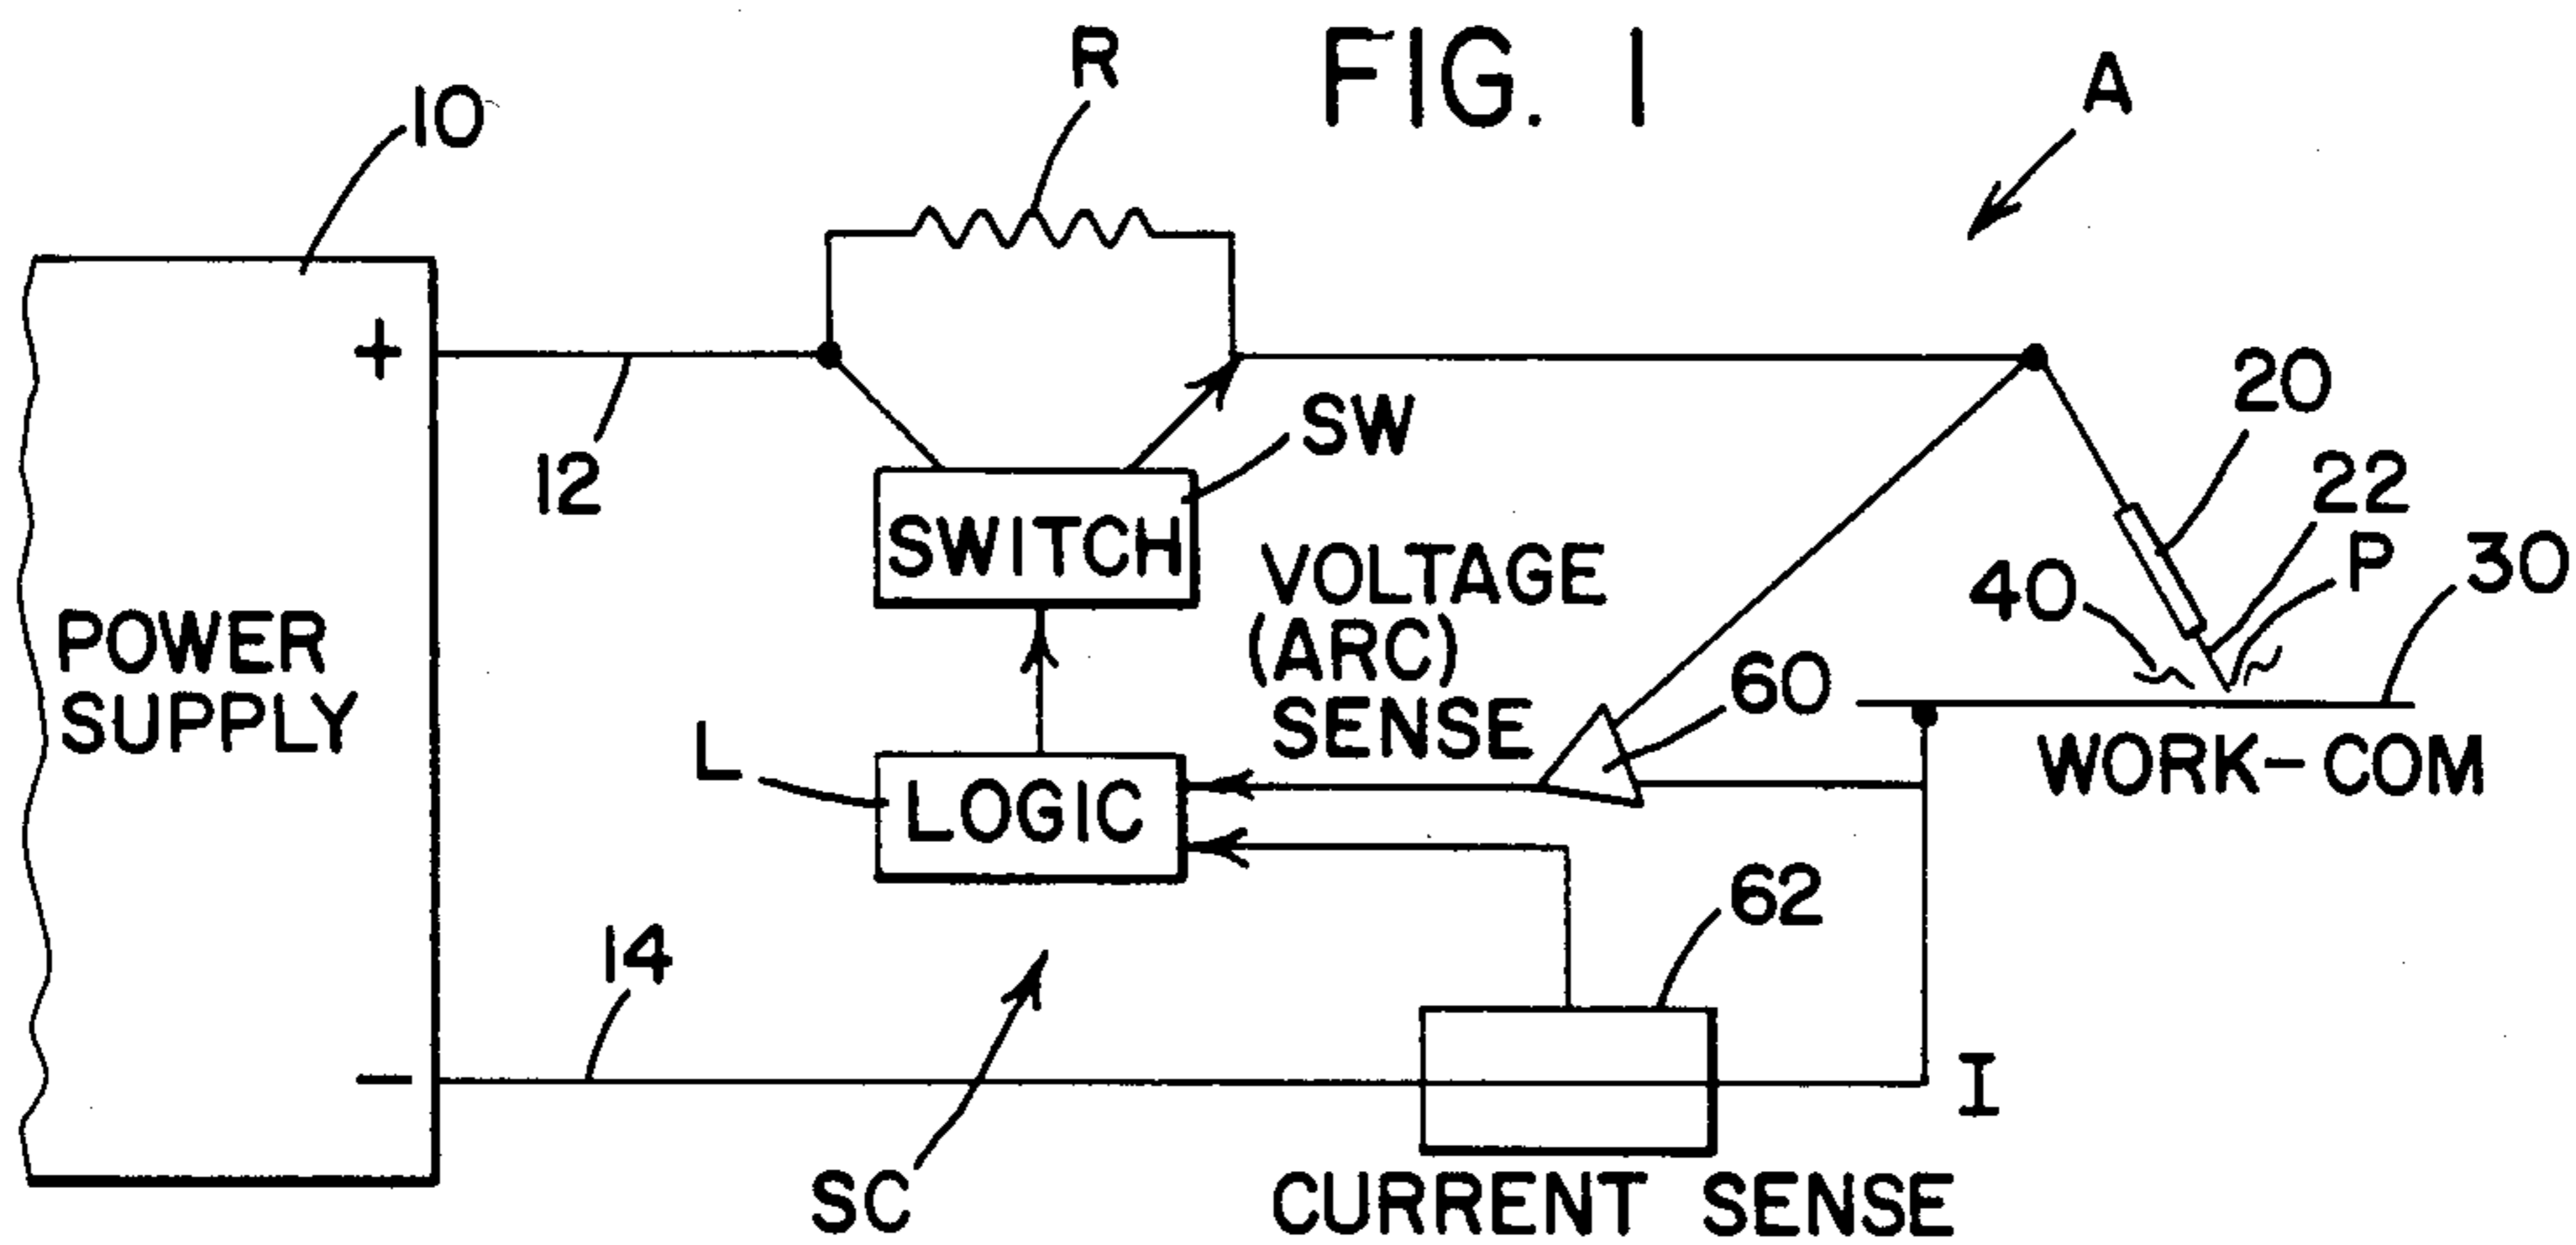 FIG. 1
R
A
10
+
12
SW
20
SWITCH
22
VOLTAGE
(ARC)
SENSE
P
30
40
60
POWER
SUPPLY
WORK-COM
L
LOGIC
62
14
−
I
SC
CURRENT SENSE